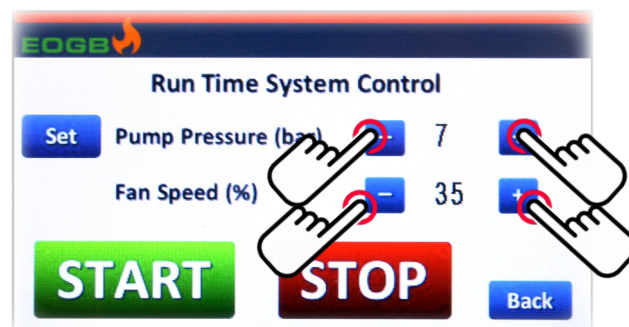 EOGB
Run Time System Control
Set Pump Pressure (bar) - 7
Fan Speed (%) - 35 +
START STOP Back